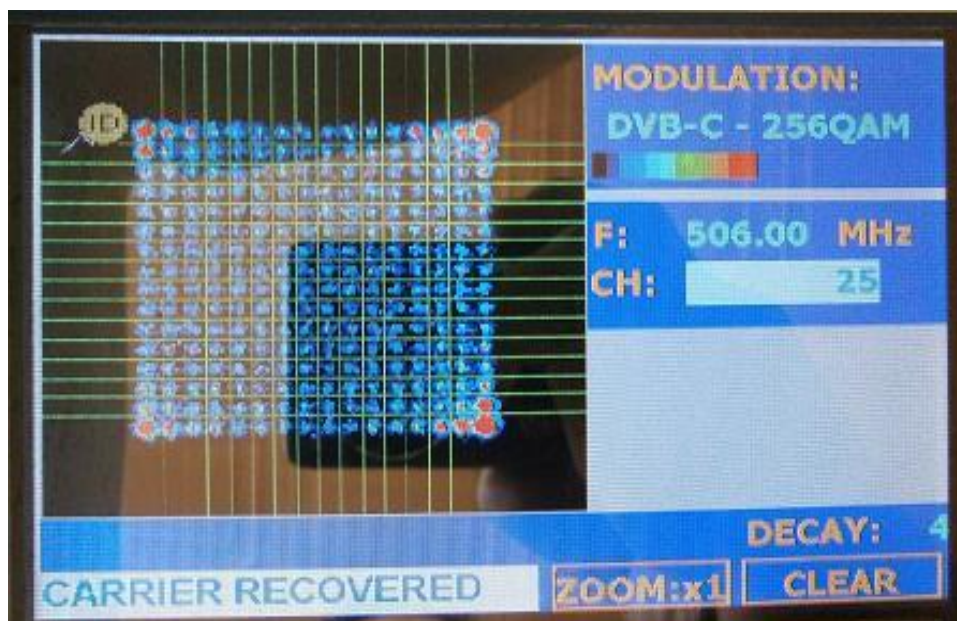 MODULATION:
DVB-C - 256QAM
F: 506.00 MHz
CH: 25
DECAY: 4
CARRIER RECOVERED
ZOOM:x1
CLEAR